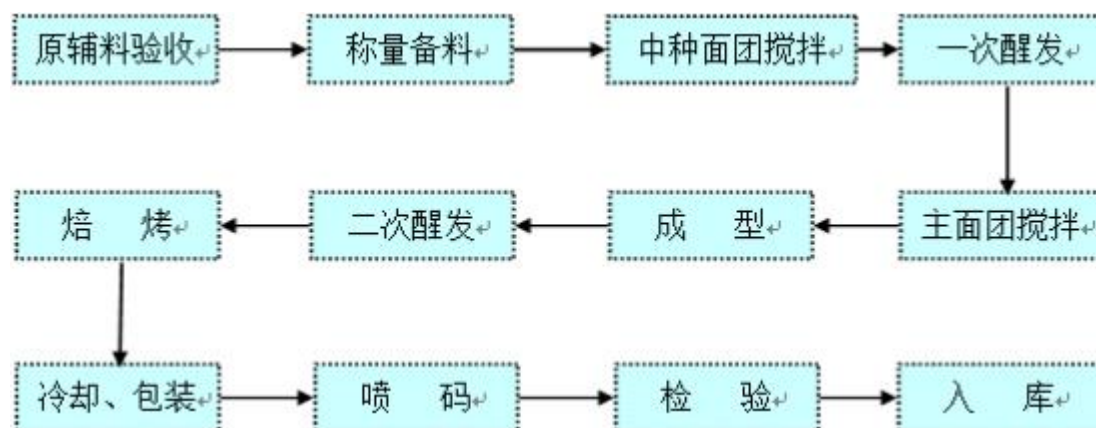 原辅料验收
称量备料
中种面团搅拌
一次醒发
主面团搅拌
成 型
二次醒发
焙 烤
冷却、包装
喷 码
检 验
入 库